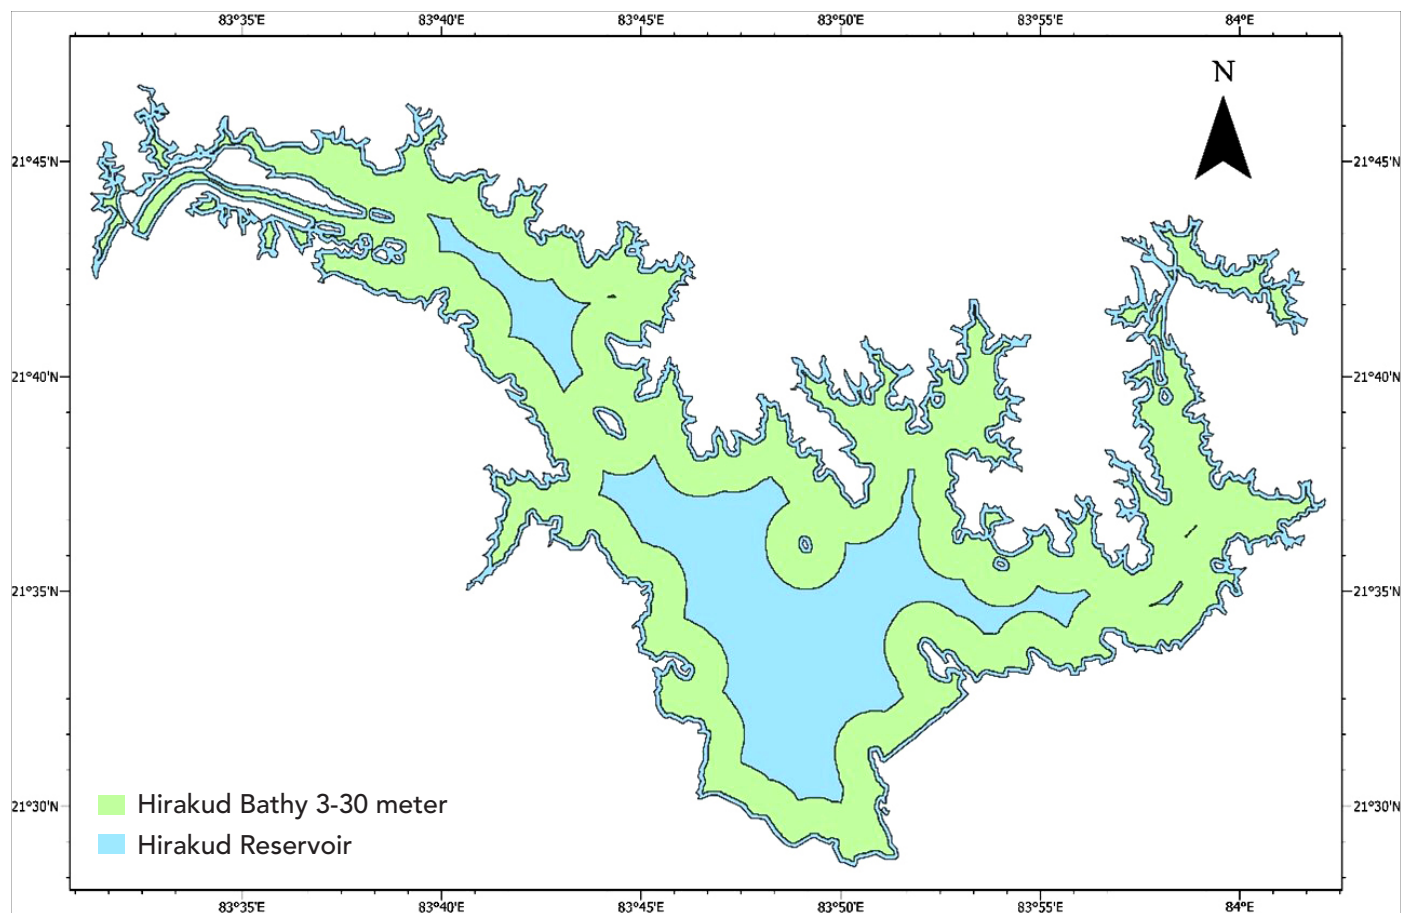 83°35'E 83°40'E 83°45'E 83°50'E 83°55'E 84°E
N
21°45'N 21°45'N
21°40'N 21°40'N
21°35'N 21°35'N
21°30'N 21°30'N
Hirakud Bathy 3-30 meter
Hirakud Reservoir
83°35'E 83°40'E 83°45'E 83°50'E 83°55'E 84°E